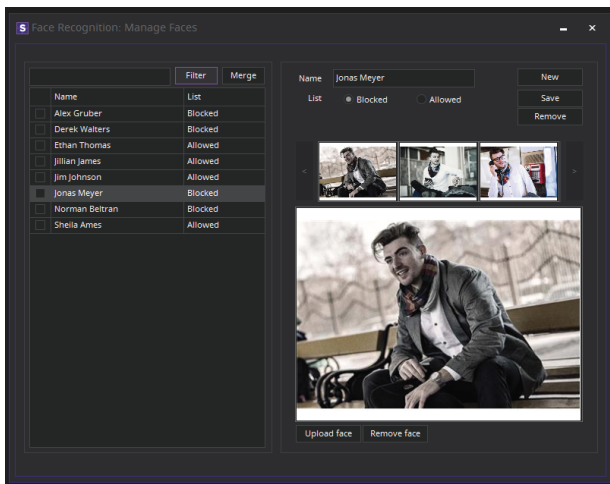 S Face Recognition: Manage Faces
Filter Merge
Name List
Alex Gruber Blocked
Derek Walters Blocked
Ethan Thomas Allowed
Jillian James Allowed
Jim Johnson Allowed
Jonas Meyer Blocked
Norman Beltran Blocked
Sheila Ames Allowed
Name Jonas Meyer New
List Blocked Allowed Save
Remove
< >
Upload face Remove face